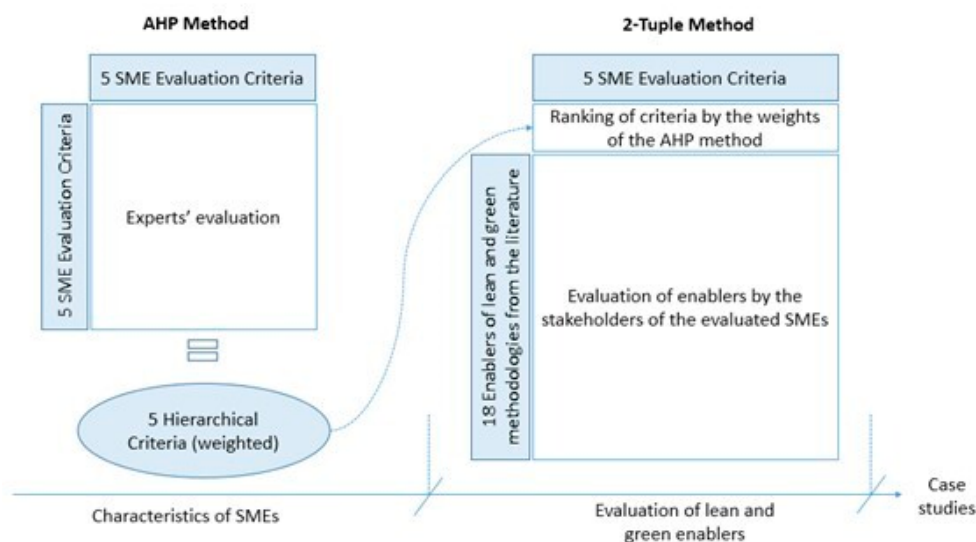 AHP Method
5 SME Evaluation Criteria
5 SME Evaluation Criteria
Experts' evaluation
5 Hierarchical
Criteria (weighted)
Characteristics of SMEs
2-Tuple Method
5 SME Evaluation Criteria
Ranking of criteria by the weights
of the AHP method
18 Enablers of lean and green
methodologies from the literature
Evaluation of enablers by the
stakeholders of the evaluated SMEs
Evaluation of lean and
green enablers
Case
studies